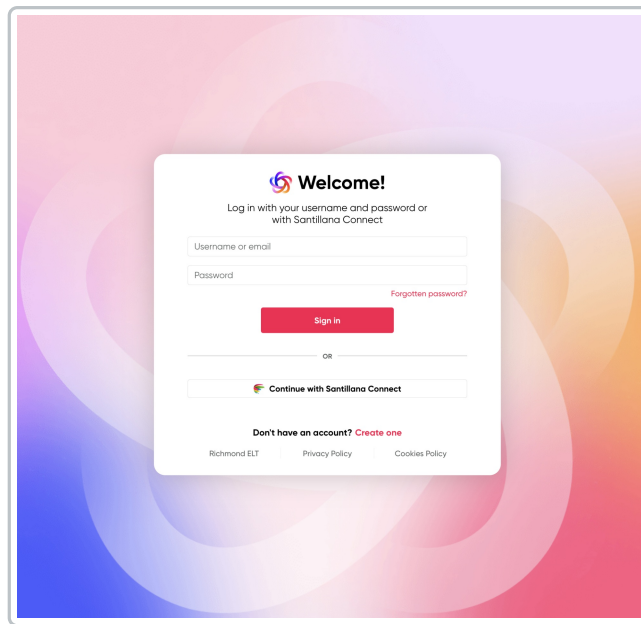 Welcome!
Log in with your username and password or
with Santillana Connect
Username or email
Password
Forgotten password?
Sign in
OR
Continue with Santillana Connect
Don't have an account? Create one
Richmond ELT Privacy Policy Cookies Policy